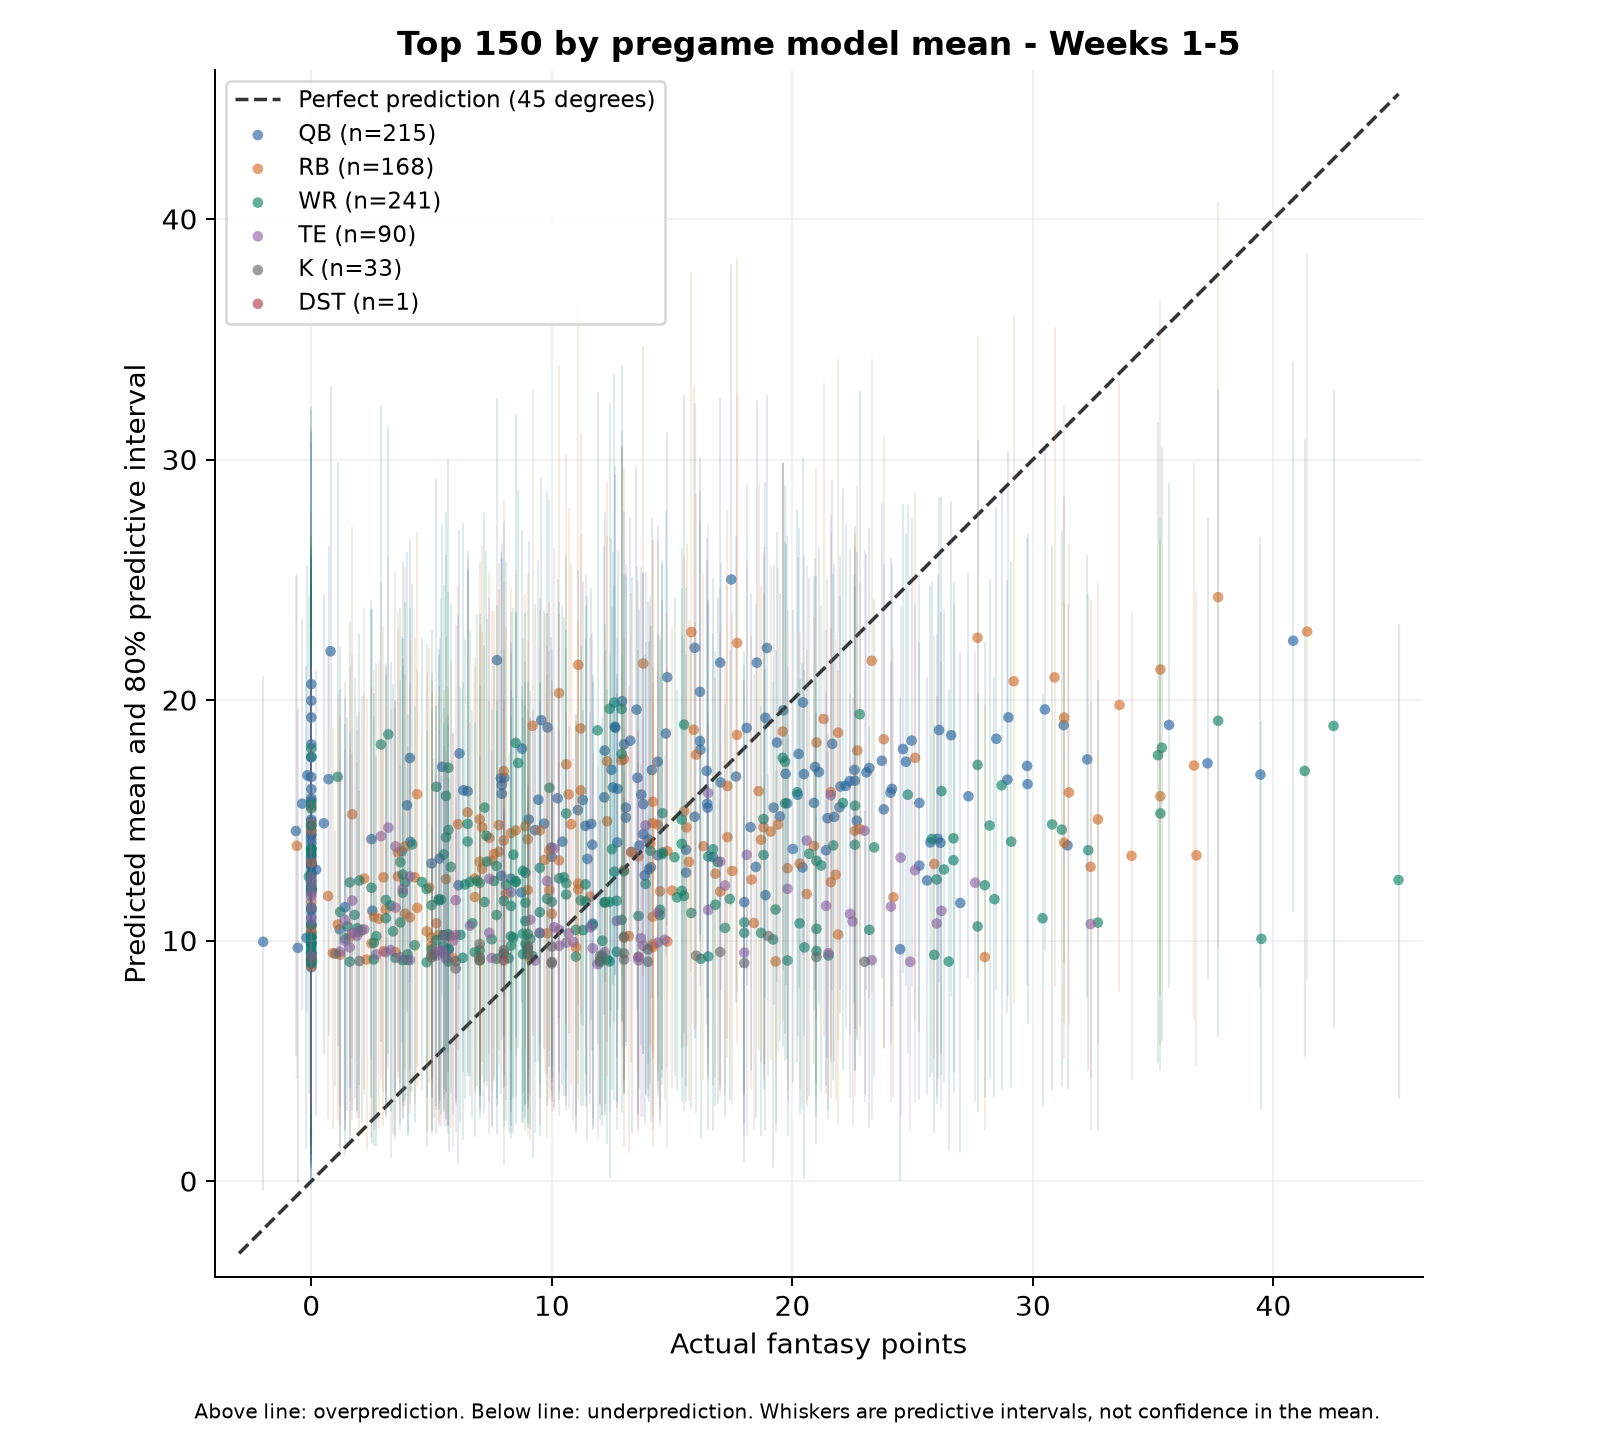 Top 150 by pregame model mean - Weeks 1-5
Perfect prediction (45 degrees)
QB (n=215)
RB (n=168)
WR (n=241)
TE (n=90)
K (n=33)
DST (n=1)
Predicted mean and 80% predictive interval
40
30
20
10
0
0 10 20 30 40
Actual fantasy points
Above line: overprediction. Below line: underprediction. Whiskers are predictive intervals, not confidence in the mean.